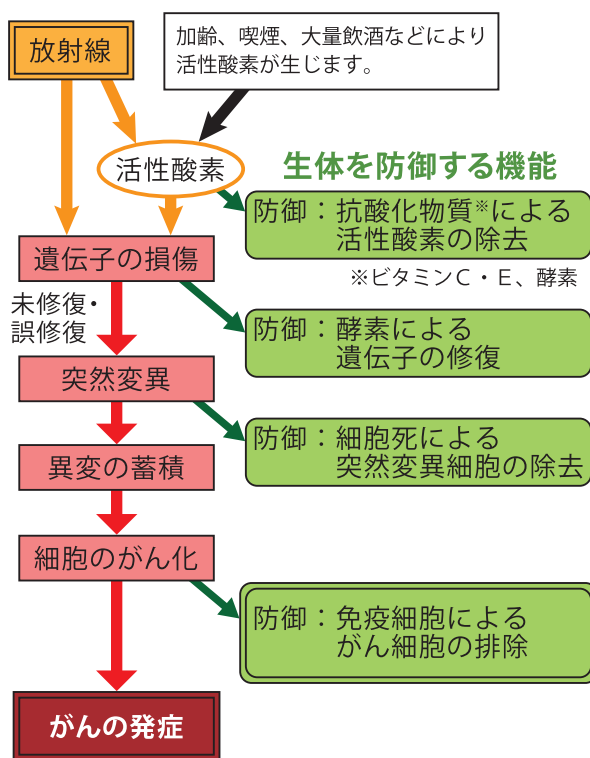 放射線
加齢、喫煙、大量飲酒などにより
活性酸素が生じます。
活性酸素
生体を防御する機能
防御：抗酸化物質※による
活性酸素の除去
※ビタミンC・E、酵素
遺伝子の損傷
未修復・
誤修復
防御：酵素による
遺伝子の修復
突然変異
防御：細胞死による
突然変異細胞の除去
異変の蓄積
細胞のがん化
防御：免疫細胞による
がん細胞の排除
がんの発症